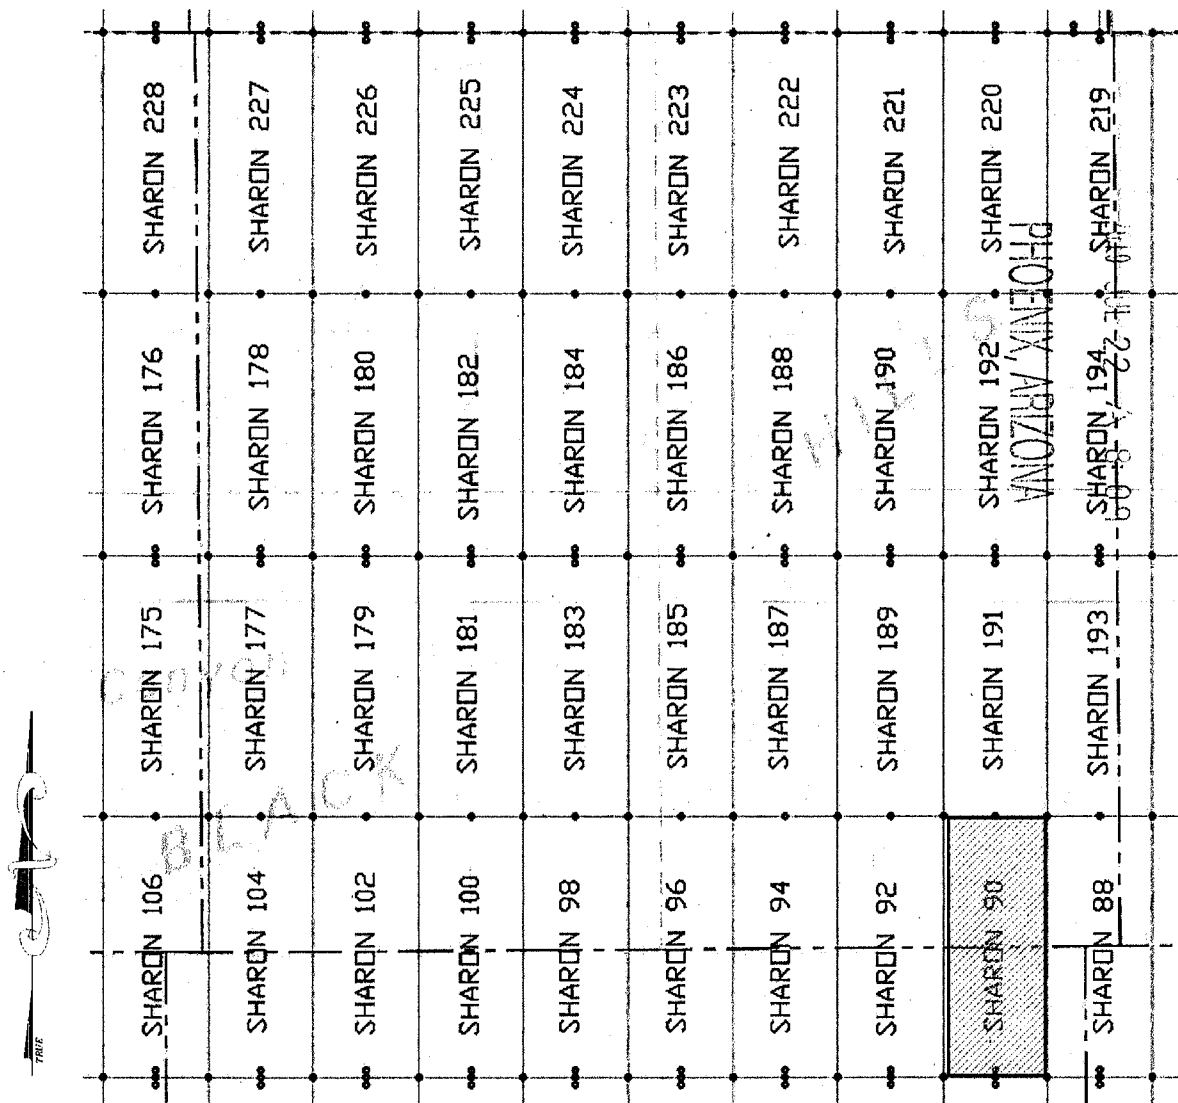 SHARON 228
SHARON 227
SHARON 226
SHARON 225
SHARON 224
SHARON 223
SHARON 222
SHARON 221
SHARON 220
SHARON 219
SHARON 176
SHARON 178
SHARON 180
SHARON 182
SHARON 184
SHARON 186
SHARON 188
SHARON 190
SHARON 192
SHARON 194
PHOENIX, ARIZONA
HILLS
SHARON 175
SHARON 177
SHARON 179
SHARON 181
SHARON 183
SHARON 185
SHARON 187
SHARON 189
SHARON 191
SHARON 193
Canyon
BLACK
SHARON 106
SHARON 104
SHARON 102
SHARON 100
SHARON 98
SHARON 96
SHARON 94
SHARON 92
SHARON 90
SHARON 88
TRUE